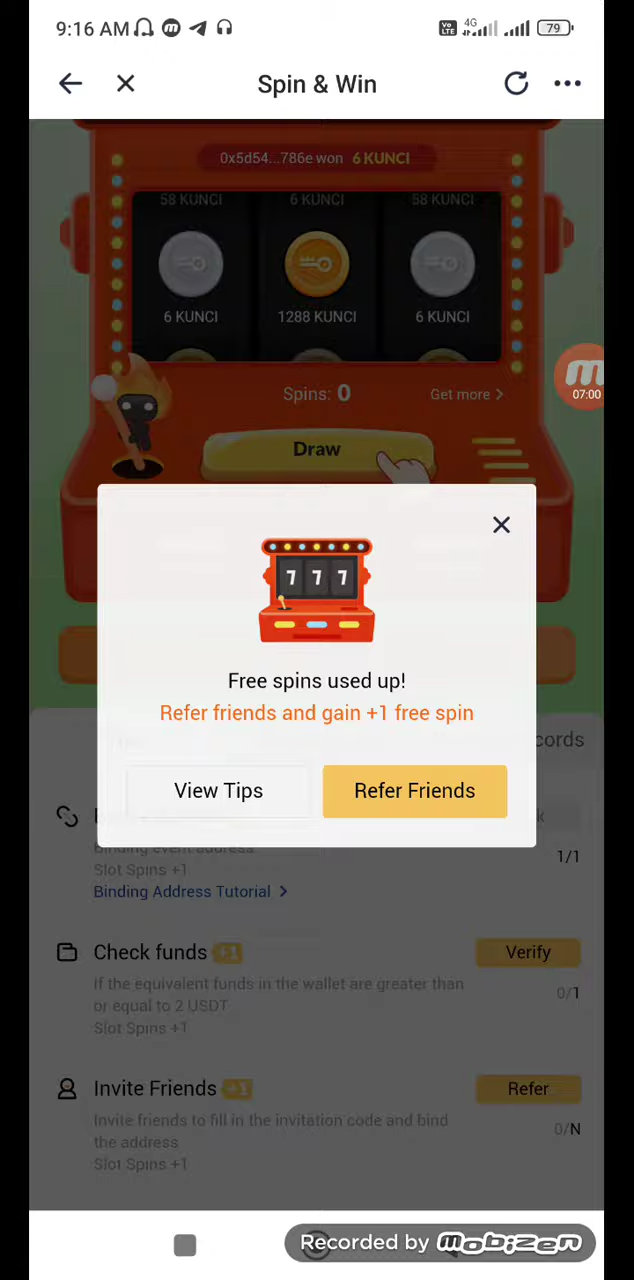 9:16 AM
VoLTE 4G 79
Spin & Win
0x5d54...786e won 6 KUNCI
58 KUNCI 6 KUNCI 58 KUNCI
6 KUNCI 1288 KUNCI 6 KUNCI
07:00
Spins: 0 Get more >
Draw
7 7 7
Free spins used up!
Refer friends and gain +1 free spin
View Tips Refer Friends
cords
Binding event address
Slot Spins +1
1/1
Binding Address Tutorial >
Check funds +1 Verify
If the equivalent funds in the wallet are greater than
or equal to 2 USDT
0/1
Slot Spins +1
Invite Friends +1 Refer
Invite friends to fill in the invitation code and bind
the address
0/N
Slot Spins +1
Recorded by mobizen